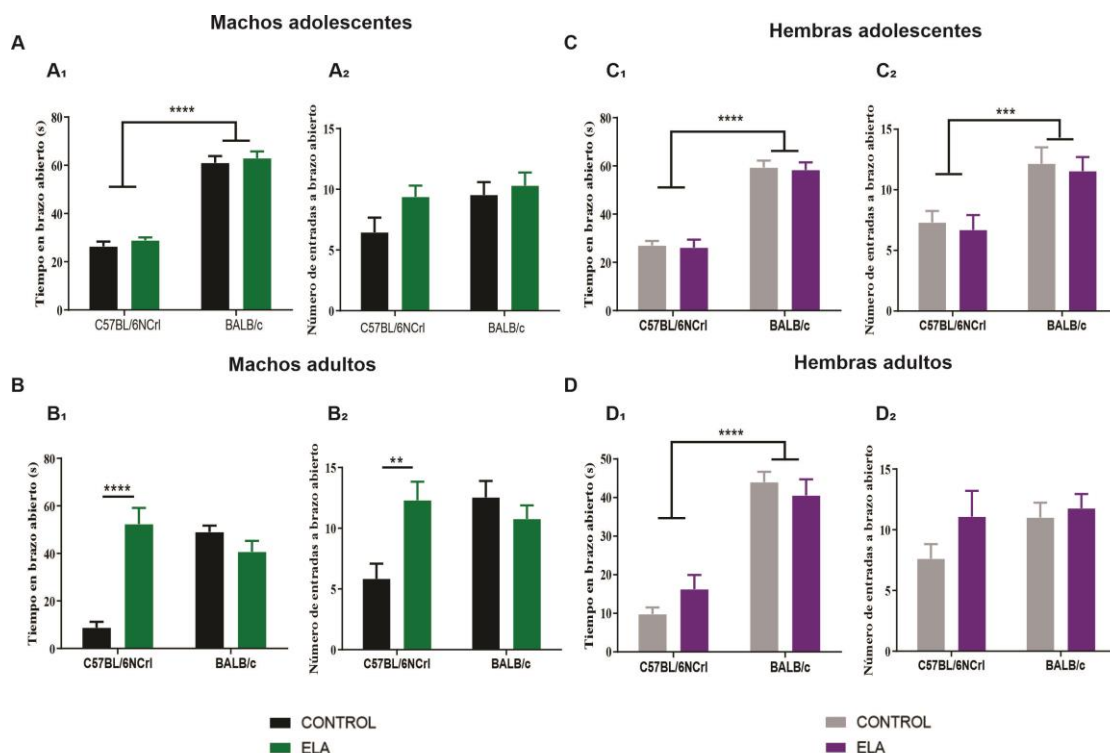 Machos adolescentes
A
A₁
Tiempo en brazo abierto (s)
80
60
40
20
0
****
C57BL/6NCrl
BALB/c
A₂
Número de entradas a brazo abierto
15
10
5
0
C57BL/6NCrl
BALB/c
Hembras adolescentes
C
C₁
Tiempo en brazo abierto (s)
80
60
40
20
0
****
C57BL/6NCrl
BALB/c
C₂
Número de entradas a brazo abierto
15
10
5
0
***
C57BL/6NCrl
BALB/c
Machos adultos
B
B₁
Tiempo en brazo abierto (s)
80
60
40
20
0
****
C57BL/6NCrl
BALB/c
B₂
Número de entradas a brazo abierto
15
10
5
0
**
C57BL/6NCrl
BALB/c
Hembras adultos
D
D₁
Tiempo en brazo abierto (s)
50
40
30
20
10
0
****
C57BL/6NCrl
BALB/c
D₂
Número de entradas a brazo abierto
15
10
5
0
C57BL/6NCrl
BALB/c
CONTROL
ELA
CONTROL
ELA